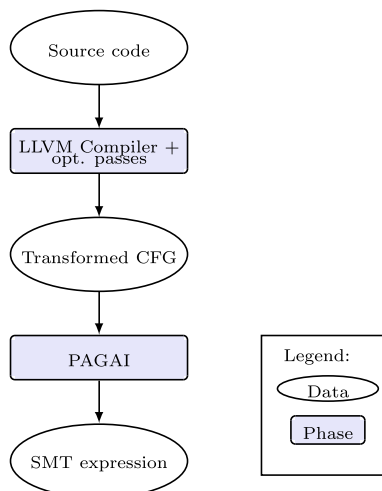 Source code
LLVM Compiler +
opt. passes
Transformed CFG
PAGAI
SMT expression
Legend:
Data
Phase